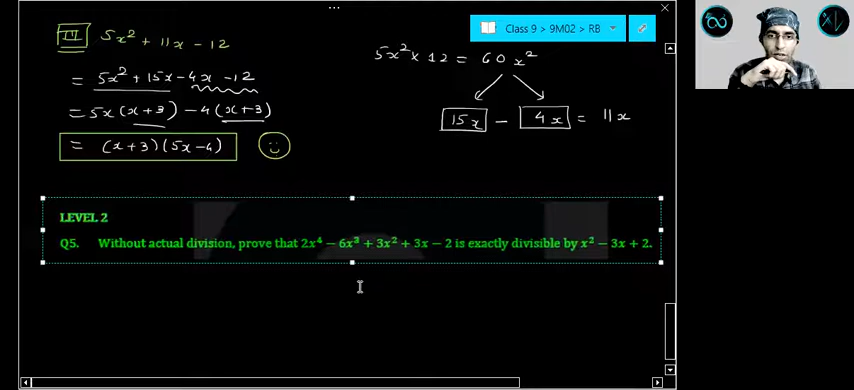 III 5x² + 11x - 12
= 5x² + 15x - 4x - 12
= 5x (x+3) - 4 (x+3)
= (x+3) (5x-4)
Class 9 > 9M02 > RB
5x² x 12 = 60x²
15x - 4x = 11x
LEVEL 2
Q5. Without actual division, prove that 2x⁴ − 6x³ + 3x² + 3x − 2 is exactly divisible by x² − 3x + 2.